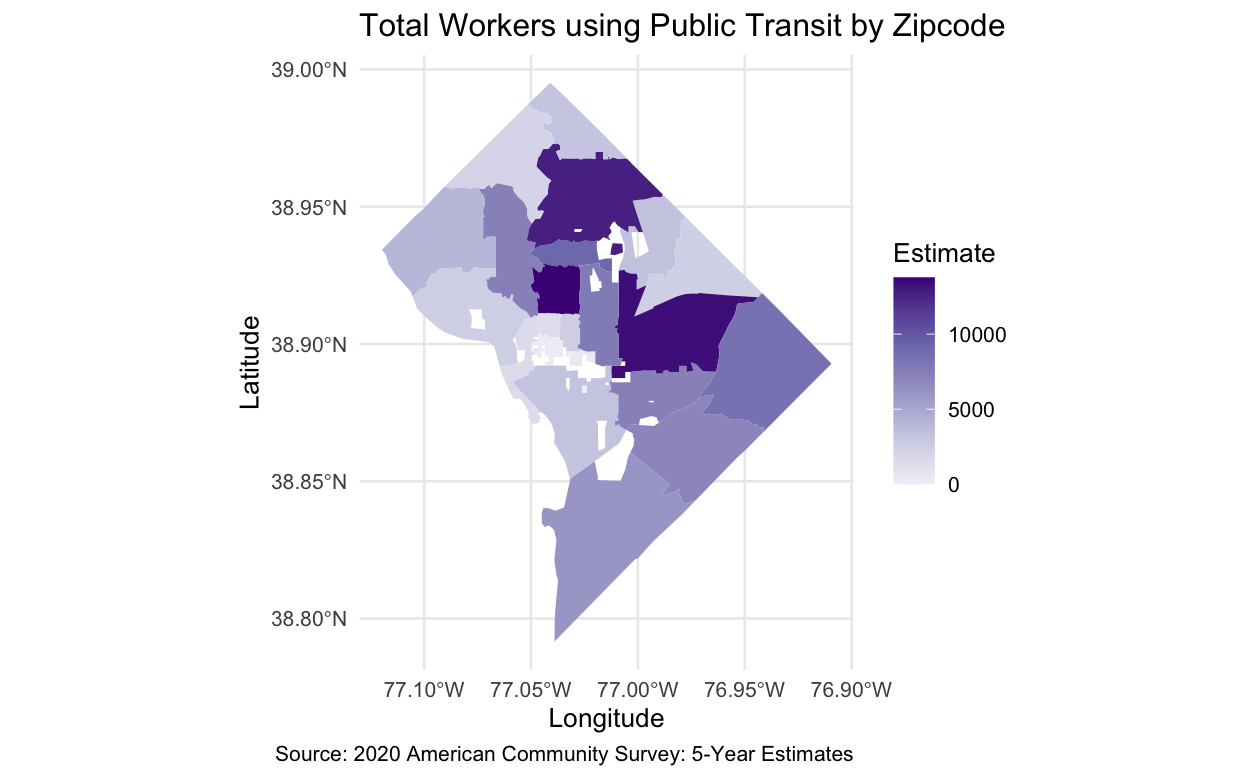 Total Workers using Public Transit by Zipcode
39.00°N
38.95°N
38.90°N
38.85°N
38.80°N
Latitude
77.10°W 77.05°W 77.00°W 76.95°W 76.90°W
Longitude
Estimate
10000
5000
0
Source: 2020 American Community Survey: 5-Year Estimates